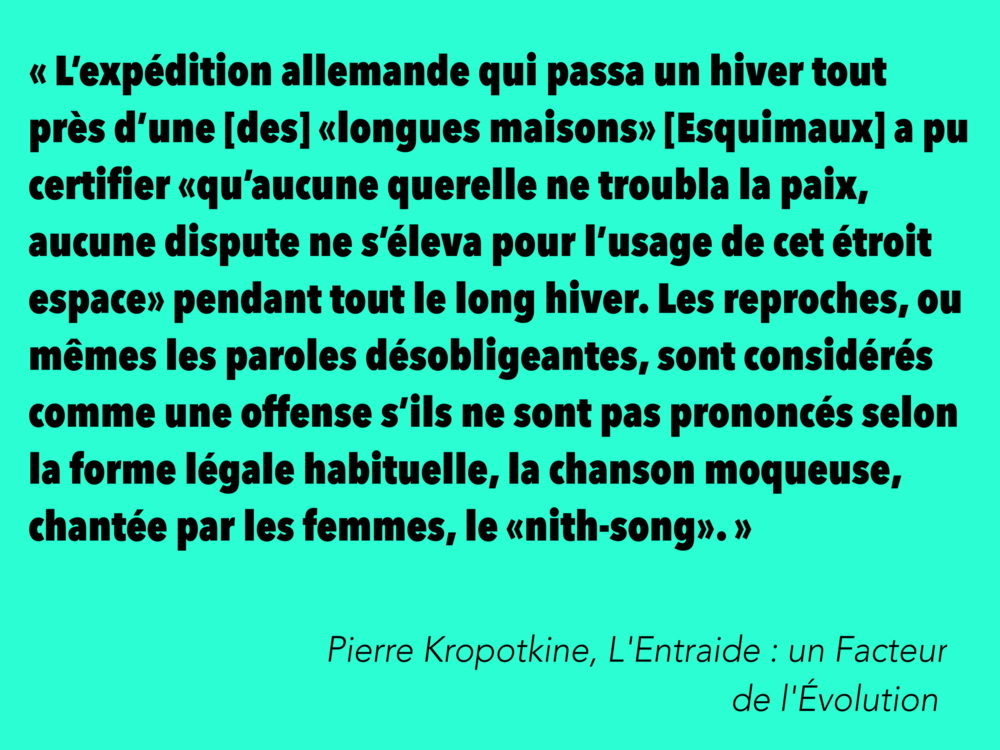 « L’expédition allemande qui passa un hiver tout
près d’une [des] «longues maisons» [Esquimaux] a pu
certifier «qu’aucune querelle ne troubla la paix,
aucune dispute ne s’éleva pour l’usage de cet étroit
espace» pendant tout le long hiver. Les reproches, ou
mêmes les paroles désobligeantes, sont considérés
comme une offense s’ils ne sont pas prononcés selon
la forme légale habituelle, la chanson moqueuse,
chantée par les femmes, le «nith-song». »
Pierre Kropotkine, L'Entraide : un Facteur
de l'Évolution